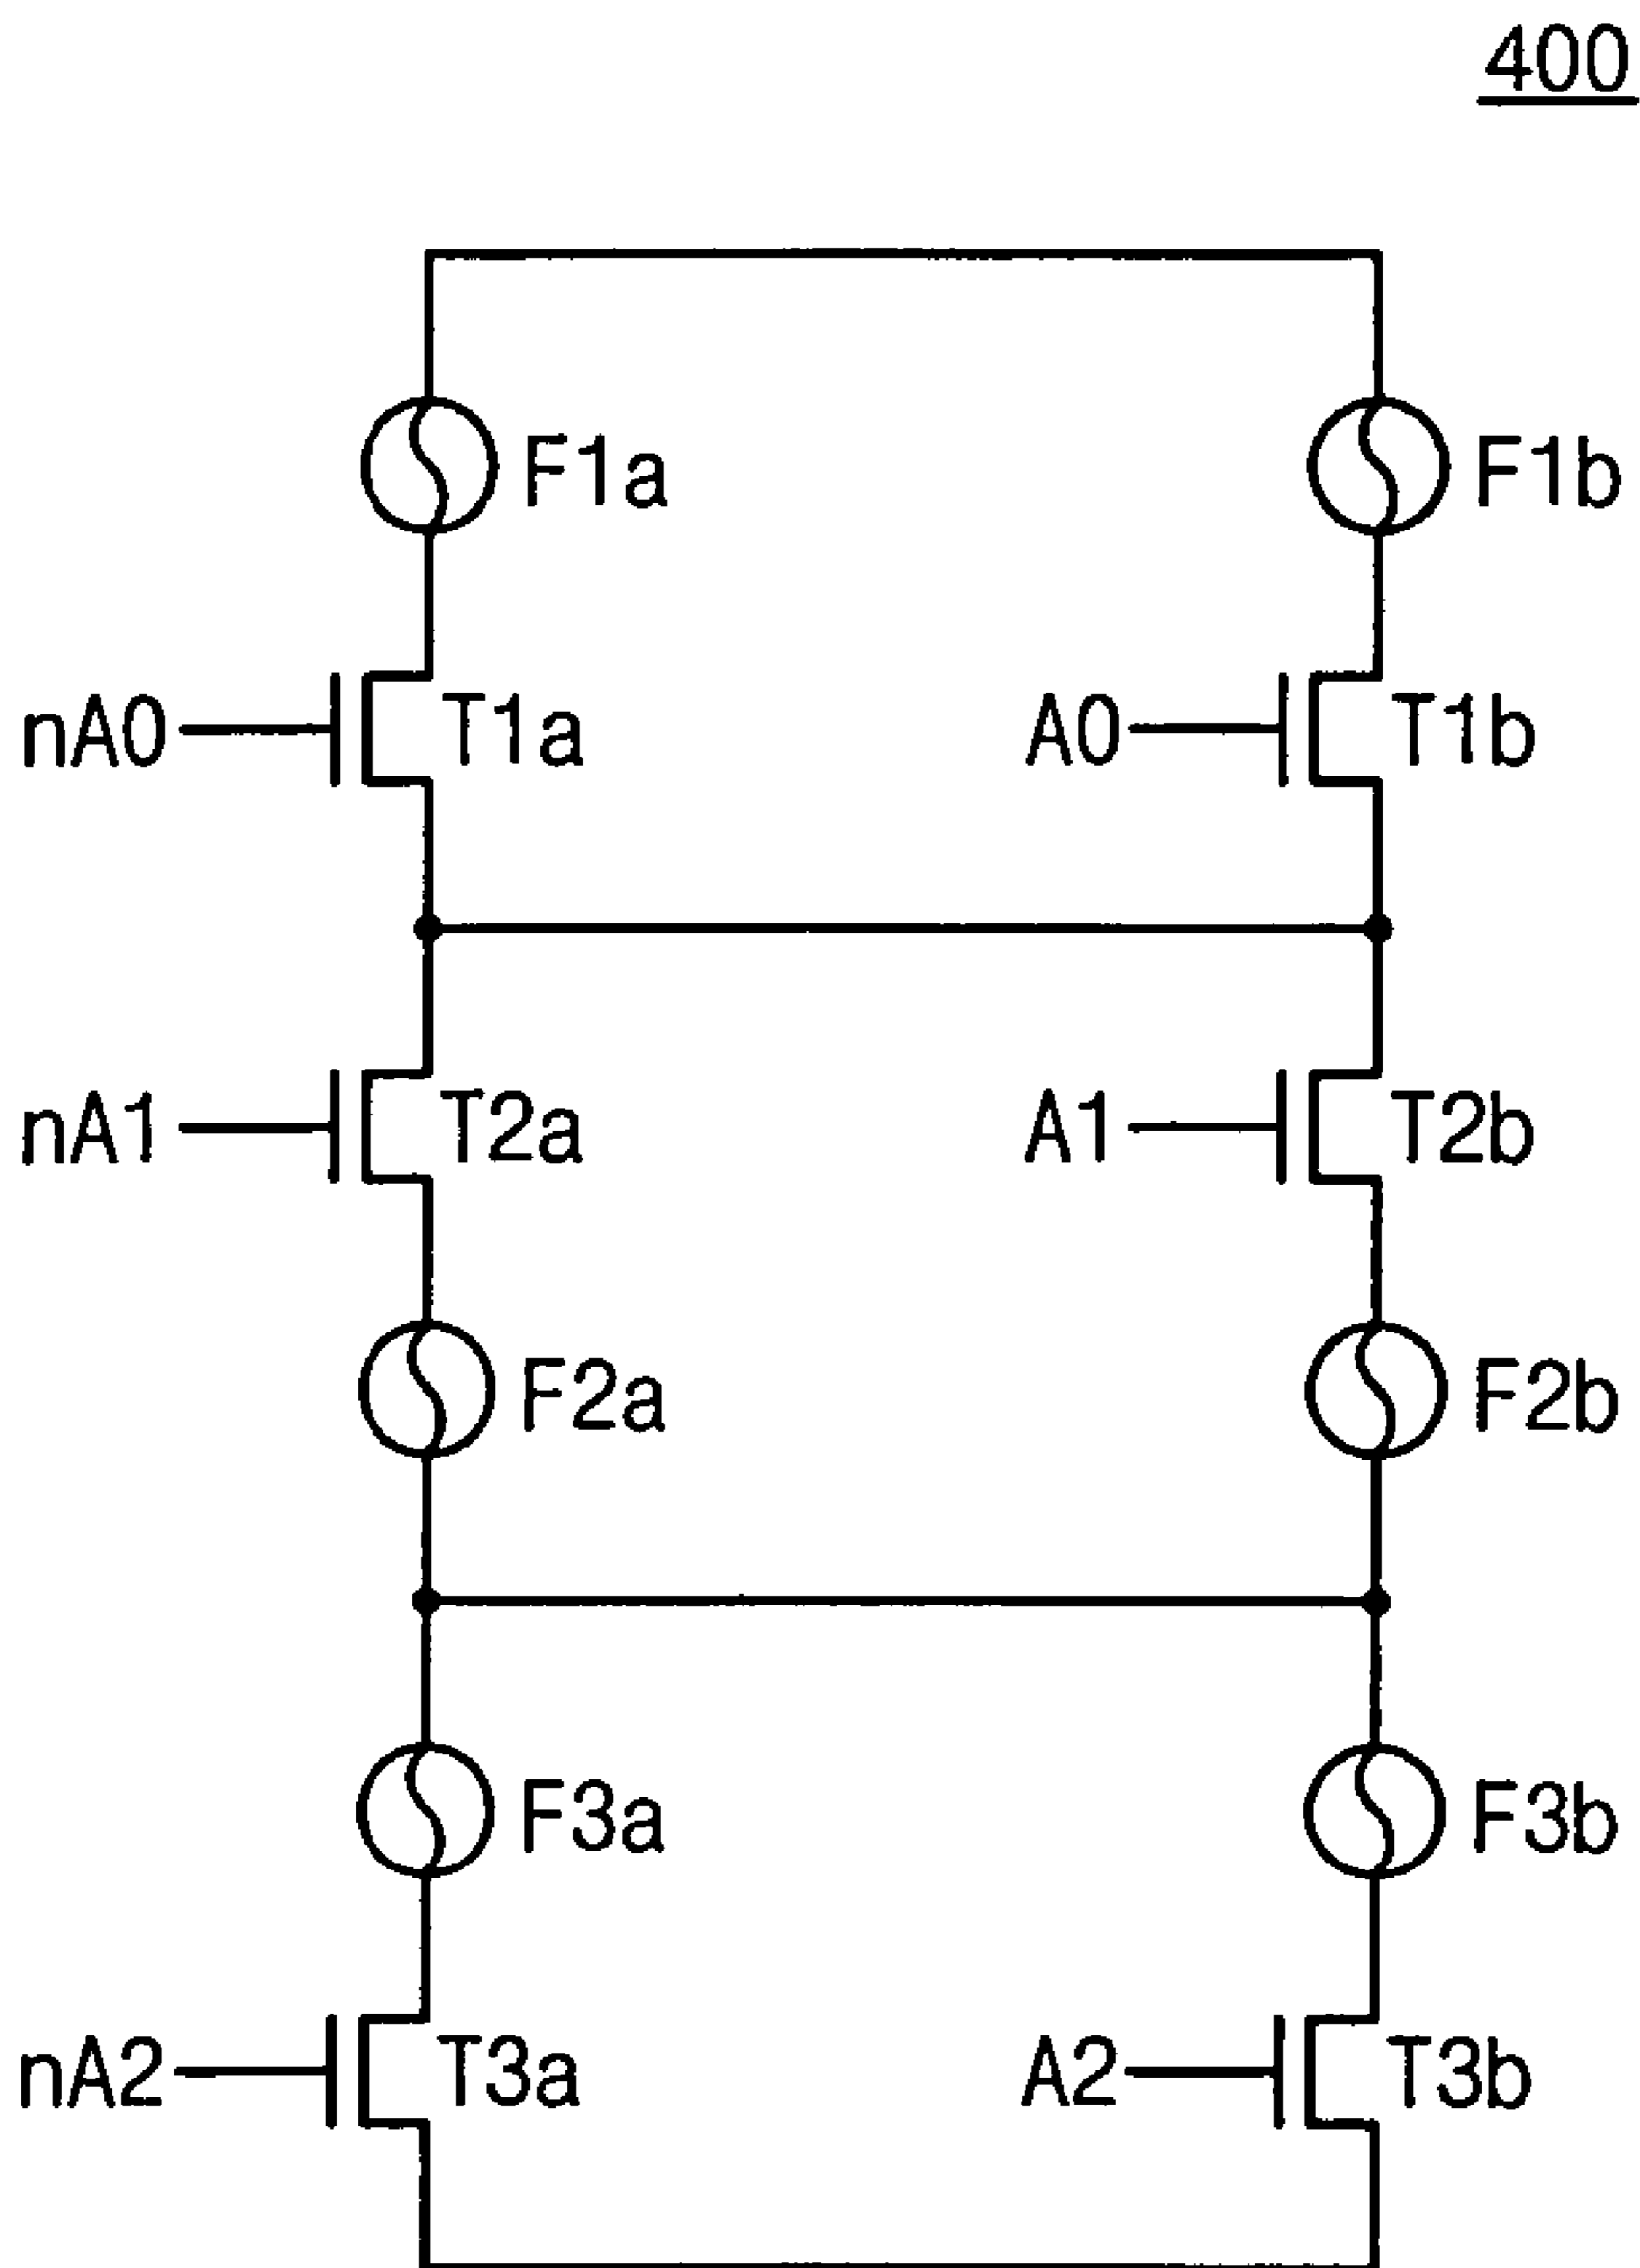 400
F1a F1b
nA0 T1a A0 T1b
nA1 T2a A1 T2b
F2a F2b
F3a F3b
nA2 T3a A2 T3b